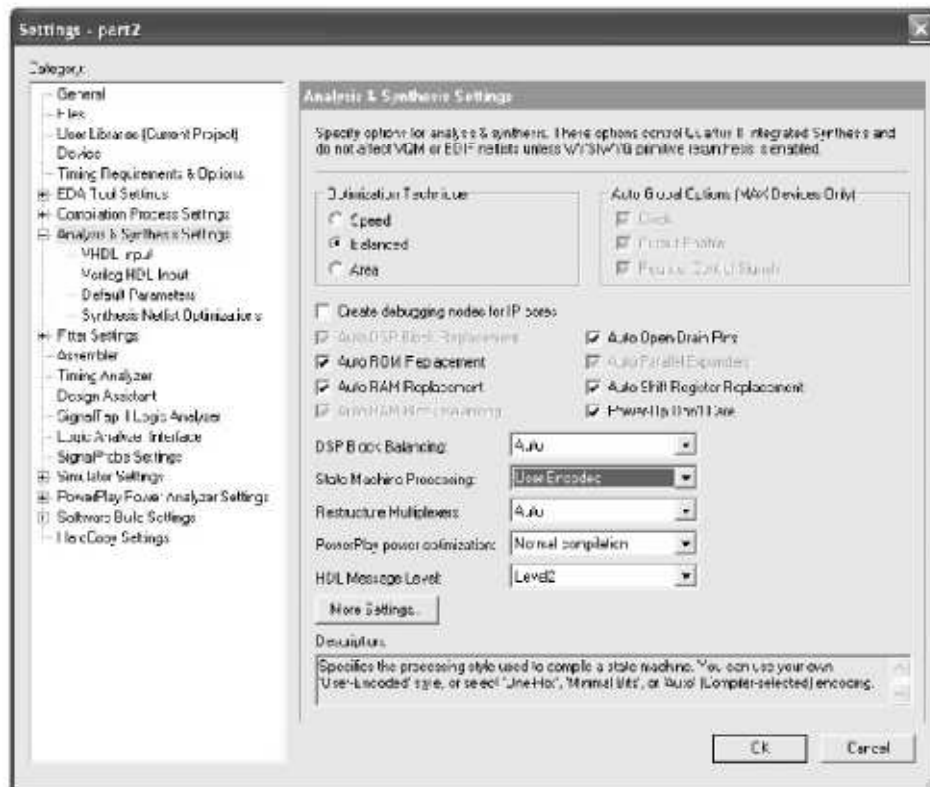 Settings - part2
Category:
General
Files
User Libraries (Current Project)
Device
Timing Requirements & Options
EDA Tool Settings
Compilation Process Settings
Analysis & Synthesis Settings
VHDL Input
Verilog HDL Input
Default Parameters
Synthesis Netlist Optimizations
Fitter Settings
Assembler
Timing Analyzer
Design Assistant
SignalTap II Logic Analyzer
Logic Analyzer Interface
SignalProbe Settings
Simulator Settings
PowerPlay Power Analyzer Settings
Software Build Settings
HardCopy Settings
Analysis & Synthesis Settings
Specify options for analysis & synthesis. These options control Quartus II Integrated Synthesis and
do not affect VQM or EDIF netlists unless WYSIWYG primitive resynthesis is enabled.
Optimization Technique
Speed
Balanced
Area
Auto Global Options (MAX Devices Only)
Clock
Output Enable
Register Control Signals
Create debugging nodes for IP cores
Auto DSP Block Replacement
Auto Open-Drain Pins
Auto ROM Replacement
Auto Parallel Expanders
Auto RAM Replacement
Auto Shift Register Replacement
Auto RAM Block Balancing
Power-Up Don't Care
DSP Block Balancing:
Auto
State Machine Processing:
User-Encoded
Restructure Multiplexers:
Auto
PowerPlay power optimization:
Normal compilation
HDL Message Level:
Level2
More Settings...
Description:
Specifies the processing style used to compile a state machine. You can use your own
'User-Encoded' style, or select 'One-Hot', 'Minimal Bits', or 'Auto' (Compiler-selected) encoding.
OK
Cancel